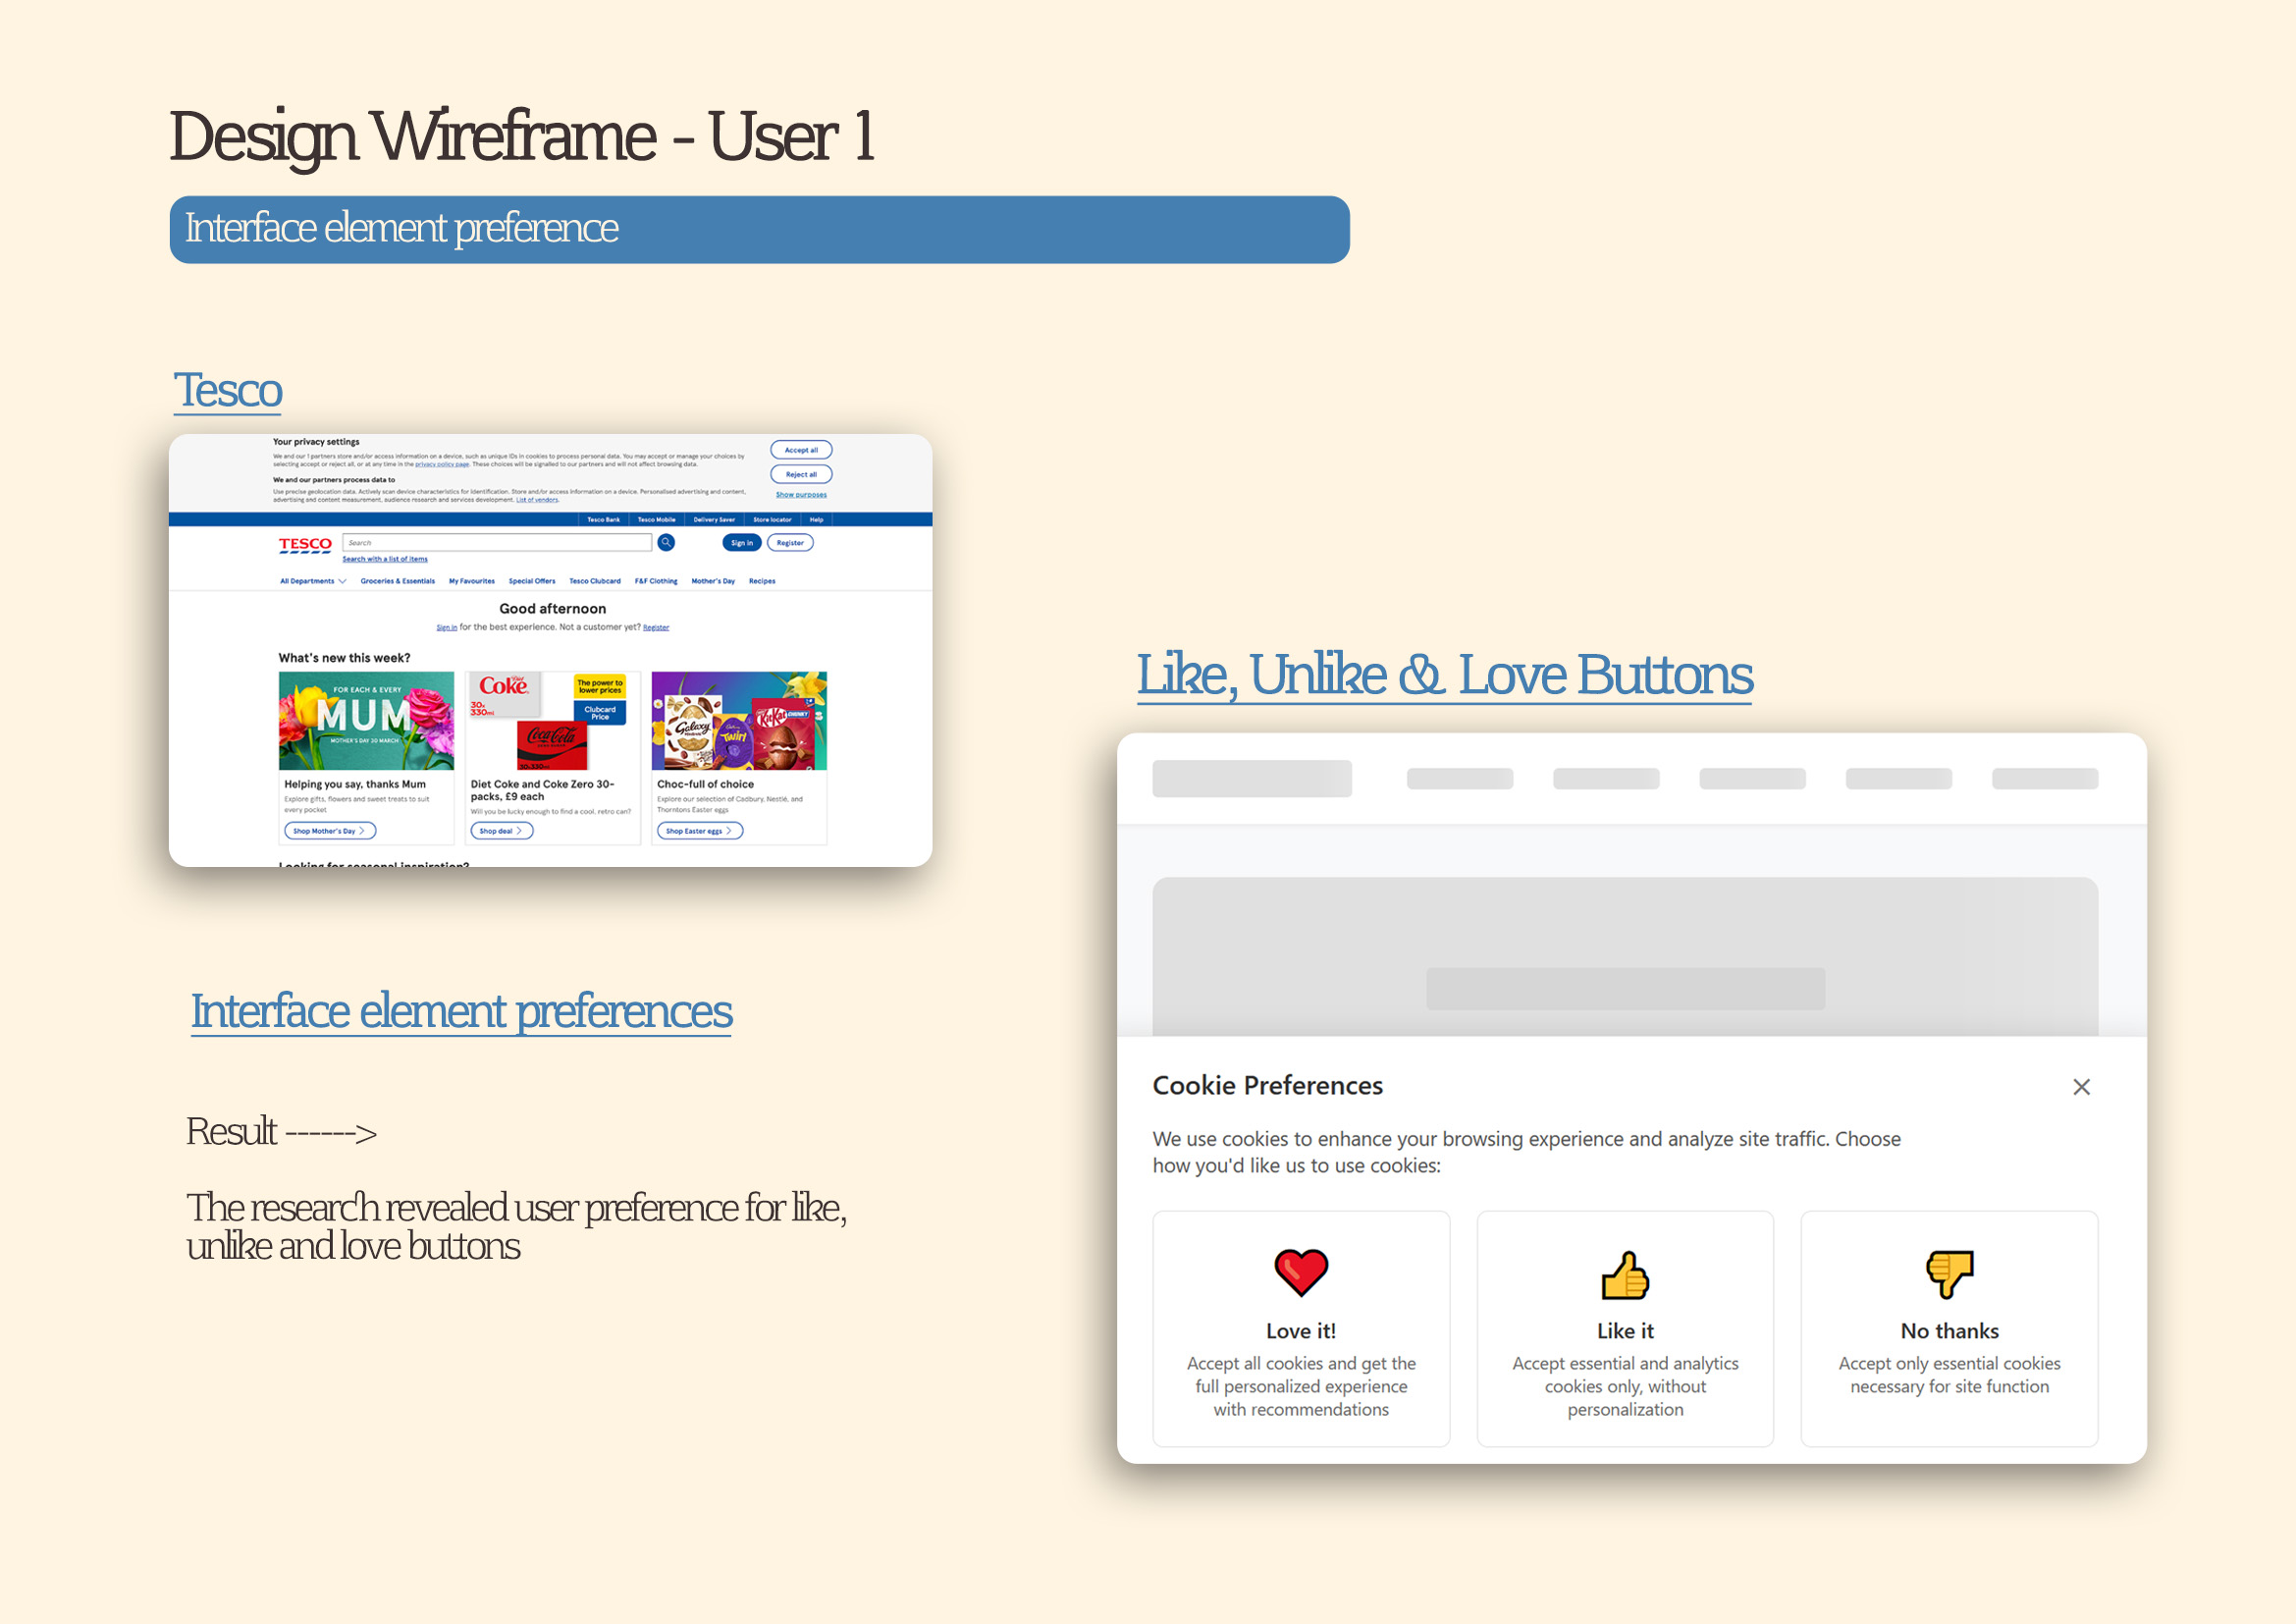 Design Wireframe - User 1
Interface element preference
Tesco
Your privacy settings
We and our 1 partners store and/or access information on a device, such as unique IDs in cookies to process personal data. You may accept or manage your choices by
selecting accept or reject all, or at any time in the privacy policy page. These choices will be signalled to our partners and will not affect browsing data.
We and our partners process data to
Use precise geolocation data. Actively scan device characteristics for identification. Store and/or access information on a device. Personalised advertising and content,
advertising and content measurement, audience research and services development. List of vendors.
Accept all
Reject all
Show purposes
Tesco Bank
Tesco Mobile
Delivery Saver
Store locator
Help
TESCO
Search
Sign in
Register
Search with a list of items
All Departments
Groceries & Essentials
My Favourites
Special Offers
Tesco Clubcard
F&F Clothing
Mother's Day
Recipes
Good afternoon
Sign in for the best experience. Not a customer yet? Register
What's new this week?
FOR EACH & EVERY
MUM
MOTHER'S DAY 20 MARCH
Helping you say, thanks Mum
Explore gifts, flowers and sweet treats to suit
every pocket
Shop Mother's Day
Diet
Coke
30x
330ml
The power to
lower prices
Clubcard
Price
Coca-Cola
ZERO SUGAR
30x330ml
Diet Coke and Coke Zero 30-
packs, £9 each
Will you be lucky enough to find a cool, retro can?
Shop deal
Galaxy
Twirl
KitKat CHUNKY
Choc-full of choice
Explore our selection of Cadbury, Nestlé, and
Thorntons Easter eggs
Shop Easter eggs
Looking for seasonal inspiration?
Interface element preferences
Result ------>
The research revealed user preference for like,
unlike and love buttons
Like, Unlike & Love Buttons
Cookie Preferences
We use cookies to enhance your browsing experience and analyze site traffic. Choose
how you'd like us to use cookies:
Love it!
Accept all cookies and get the
full personalized experience
with recommendations
Like it
Accept essential and analytics
cookies only, without
personalization
No thanks
Accept only essential cookies
necessary for site function